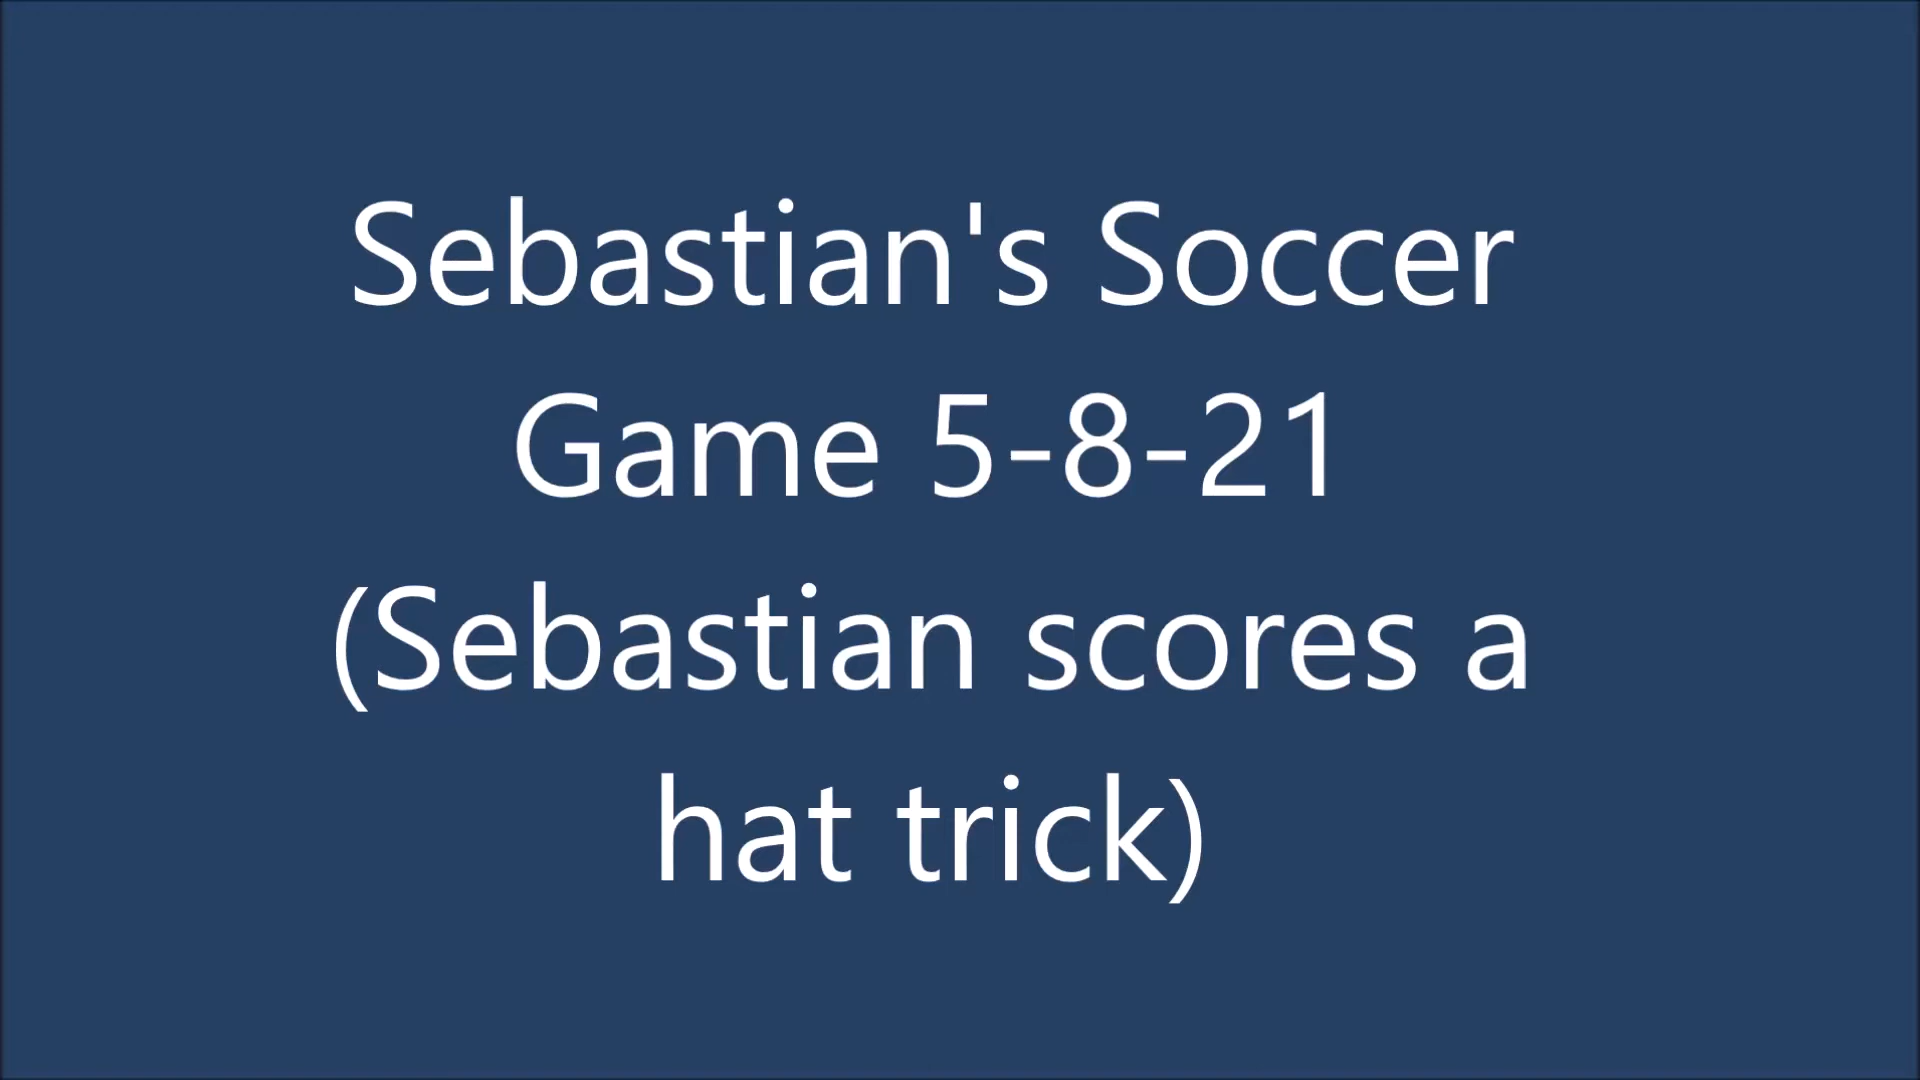 Sebastian's Soccer
Game 5-8-21
(Sebastian scores a
hat trick)